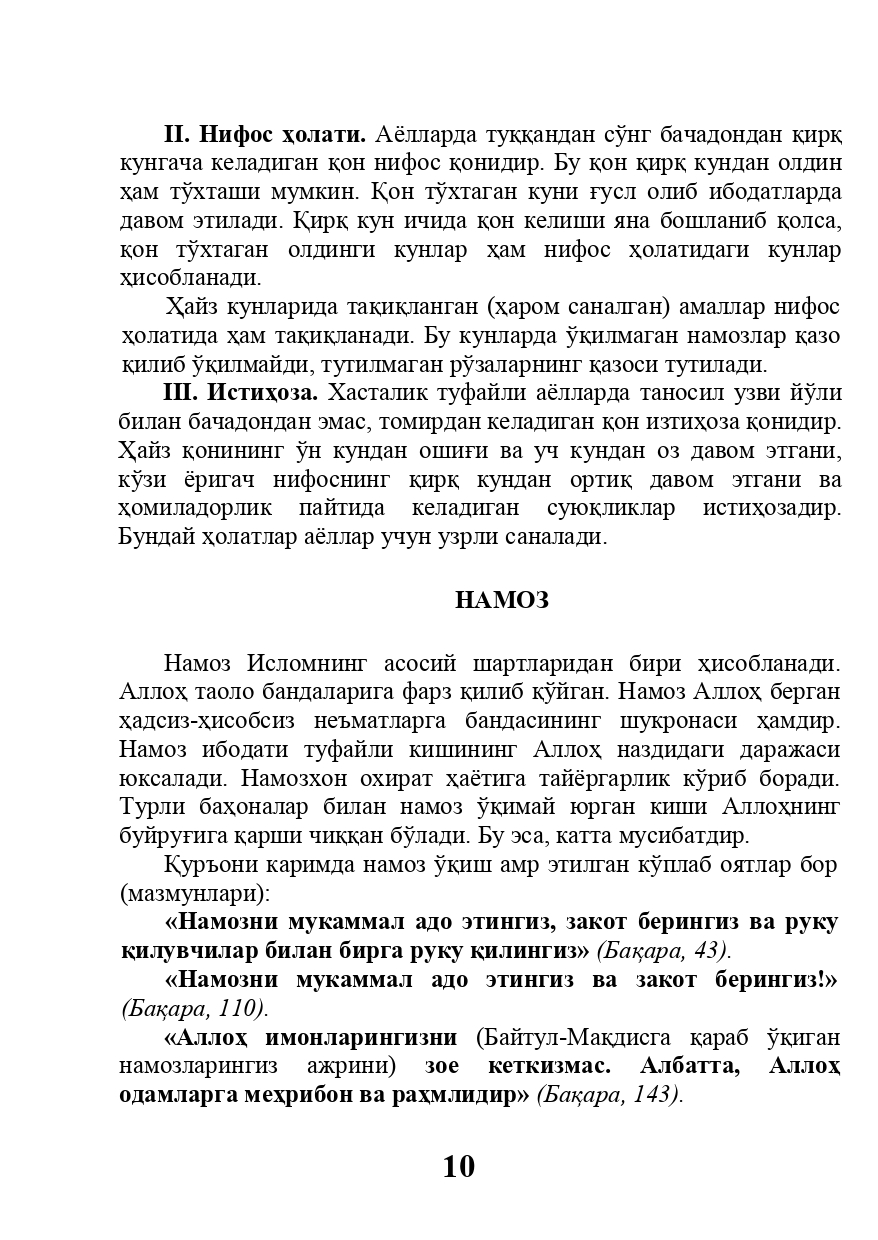 II. Нифос ҳолати. Аёлларда туққандан сўнг бачадондан қирқ
кунгача келадиган қон нифос қонидир. Бу қон қирқ кундан олдин
ҳам тўхташи мумкин. Қон тўхтаган куни ғусл олиб ибодатларда
давом этилади. Қирқ кун ичида қон келиши яна бошланиб қолса,
қон тўхтаган олдинги кунлар ҳам нифос ҳолатидаги кунлар
ҳисобланади.
Ҳайз кунларида тақиқланган (ҳаром саналган) амаллар нифос
ҳолатида ҳам тақиқланади. Бу кунларда ўқилмаган намозлар қазо
қилиб ўқилмайди, тутилмаган рўзаларнинг қазоси тутилади.
III. Истиҳоза. Хасталик туфайли аёлларда таносил узви йўли
билан бачадондан эмас, томирдан келадиган қон изтиҳоза қонидир.
Ҳайз қонининг ўн кундан ошиғи ва уч кундан оз давом этгани,
кўзи ёригач нифоснинг қирқ кундан ортиқ давом этгани ва
ҳомиладорлик пайтида келадиган суюқликлар истиҳозадир.
Бундай ҳолатлар аёллар учун узрли саналади.
НАМОЗ
Намоз Исломнинг асосий шартларидан бири ҳисобланади.
Аллоҳ таоло бандаларига фарз қилиб қўйган. Намоз Аллоҳ берган
ҳадсиз-ҳисобсиз неъматларга бандасининг шукронаси ҳамдир.
Намоз ибодати туфайли кишининг Аллоҳ наздидаги даражаси
юксалади. Намозхон охират ҳаётига тайёргарлик кўриб боради.
Турли баҳоналар билан намоз ўқимай юрган киши Аллоҳнинг
буйруғига қарши чиққан бўлади. Бу эса, катта мусибатдир.
Қуръони каримда намоз ўқиш амр этилган кўплаб оятлар бор
(мазмунлари):
«Намозни мукаммал адо этингиз, закот берингиз ва руку
қилувчилар билан бирга руку қилингиз» (Бақара, 43).
«Намозни мукаммал адо этингиз ва закот берингиз!»
(Бақара, 110).
«Аллоҳ имонларингизни (Байтул-Мақдисга қараб ўқиган
намозларингиз ажрини) зое кеткизмас. Албатта, Аллоҳ
одамларга меҳрибон ва раҳмлидир» (Бақара, 143).
10